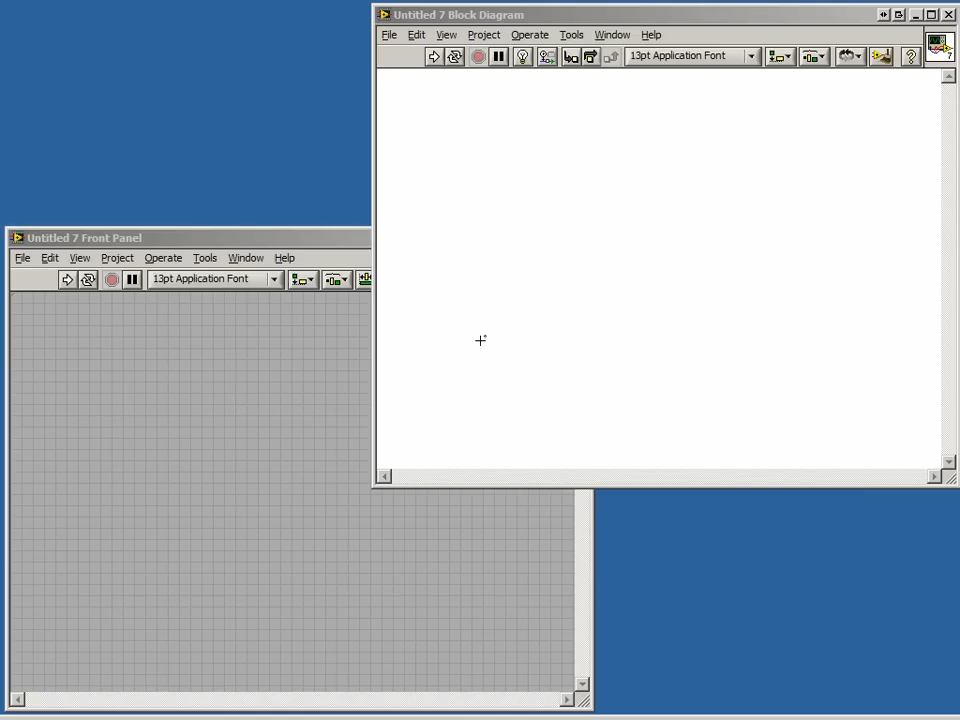 Untitled 7 Block Diagram
File Edit View Project Operate Tools Window Help
13pt Application Font
7
Untitled 7 Front Panel
File Edit View Project Operate Tools Window Help
13pt Application Font